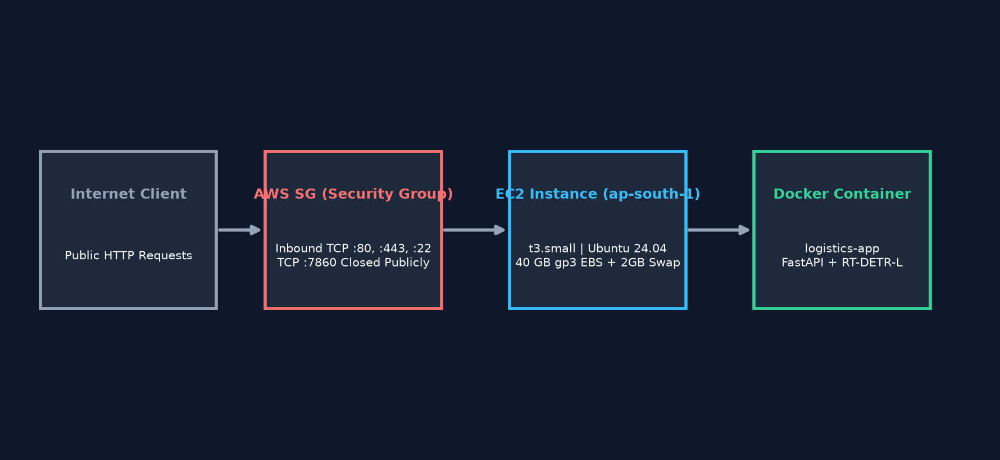 Internet Client
Public HTTP Requests
AWS SG (Security Group)
Inbound TCP :80, :443, :22
TCP :7860 Closed Publicly
EC2 Instance (ap-south-1)
t3.small | Ubuntu 24.04
40 GB gp3 EBS + 2GB Swap
Docker Container
logistics-app
FastAPI + RT-DETR-L